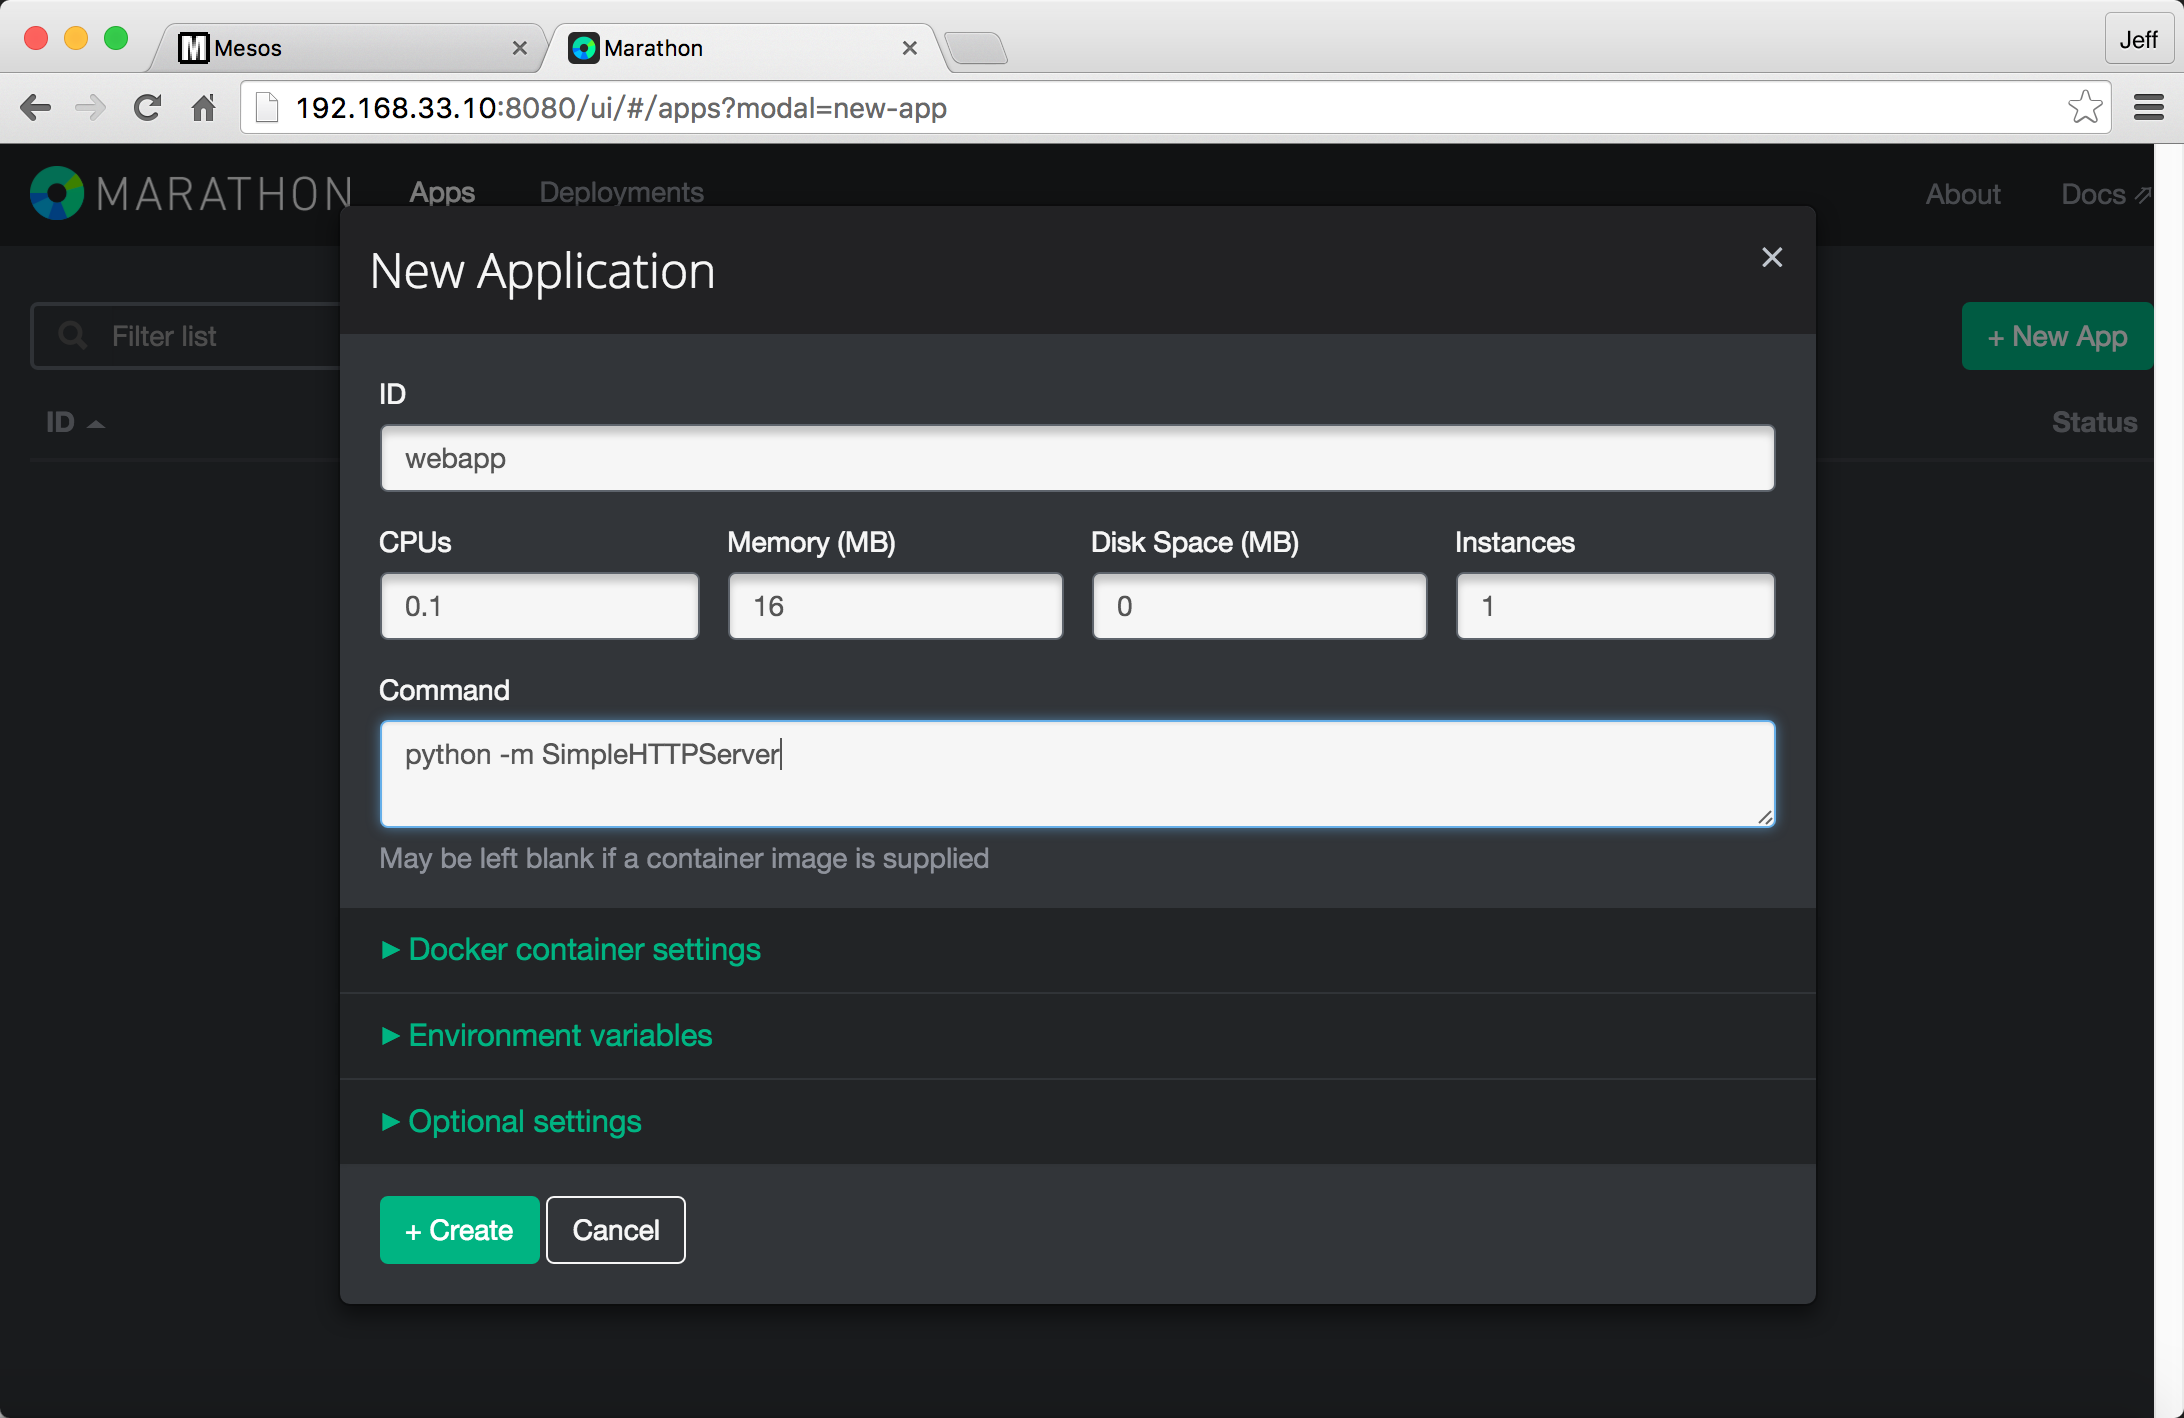 Mesos
Marathon
Jeff
192.168.33.10:8080/ui/#/apps?modal=new-app
MARATHON Apps Deployments About Docs
New Application
Filter list
+ New App
ID
ID
Status
webapp
CPUs Memory (MB) Disk Space (MB) Instances
0.1 16 0 1
Command
python -m SimpleHTTPServer
May be left blank if a container image is supplied
Docker container settings
Environment variables
Optional settings
+ Create Cancel